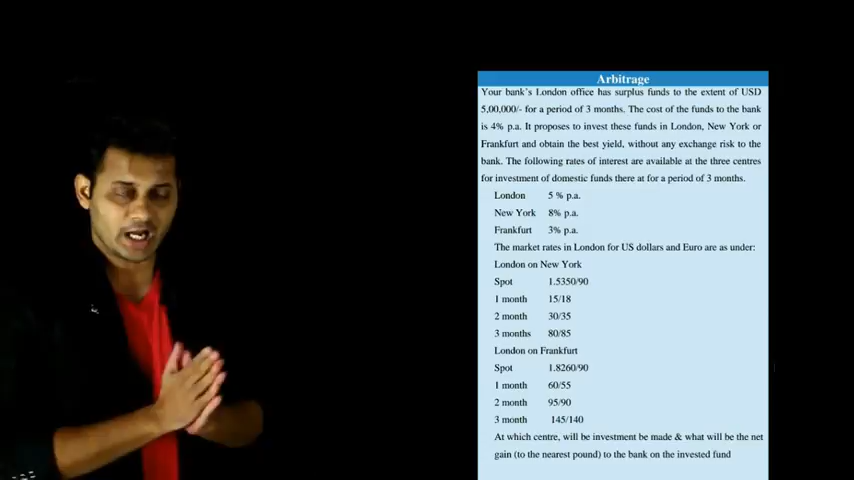 Arbitrage
Your bank's London office has surplus funds to the extent of USD
5,00,000/- for a period of 3 months. The cost of the funds to the bank
is 4% p.a. It proposes to invest these funds in London, New York or
Frankfurt and obtain the best yield, without any exchange risk to the
bank. The following rates of interest are available at the three centres
for investment of domestic funds there at for a period of 3 months.
London 5 % p.a.
New York 8% p.a.
Frankfurt 3% p.a.
The market rates in London for US dollars and Euro are as under:
London on New York
Spot 1.5350/90
1 month 15/18
2 month 30/35
3 months 80/85
London on Frankfurt
Spot 1.8260/90
1 month 60/55
2 month 95/90
3 month 145/140
At which centre, will be investment be made & what will be the net
gain (to the nearest pound) to the bank on the invested fund